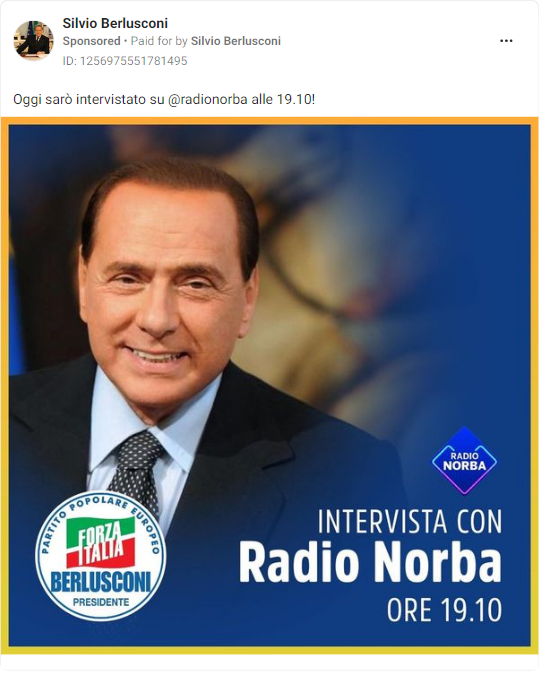 Silvio Berlusconi
Sponsored • Paid for by Silvio Berlusconi
ID: 1256975551781495
Oggi sarò intervistato su @radionorba alle 19.10!
RADIO
NORBA
INTERVISTA CON
Radio Norba
ORE 19.10
PARTITO POPOLARE EUROPEO
FORZA
ITALIA
BERLUSCONI
PRESIDENTE